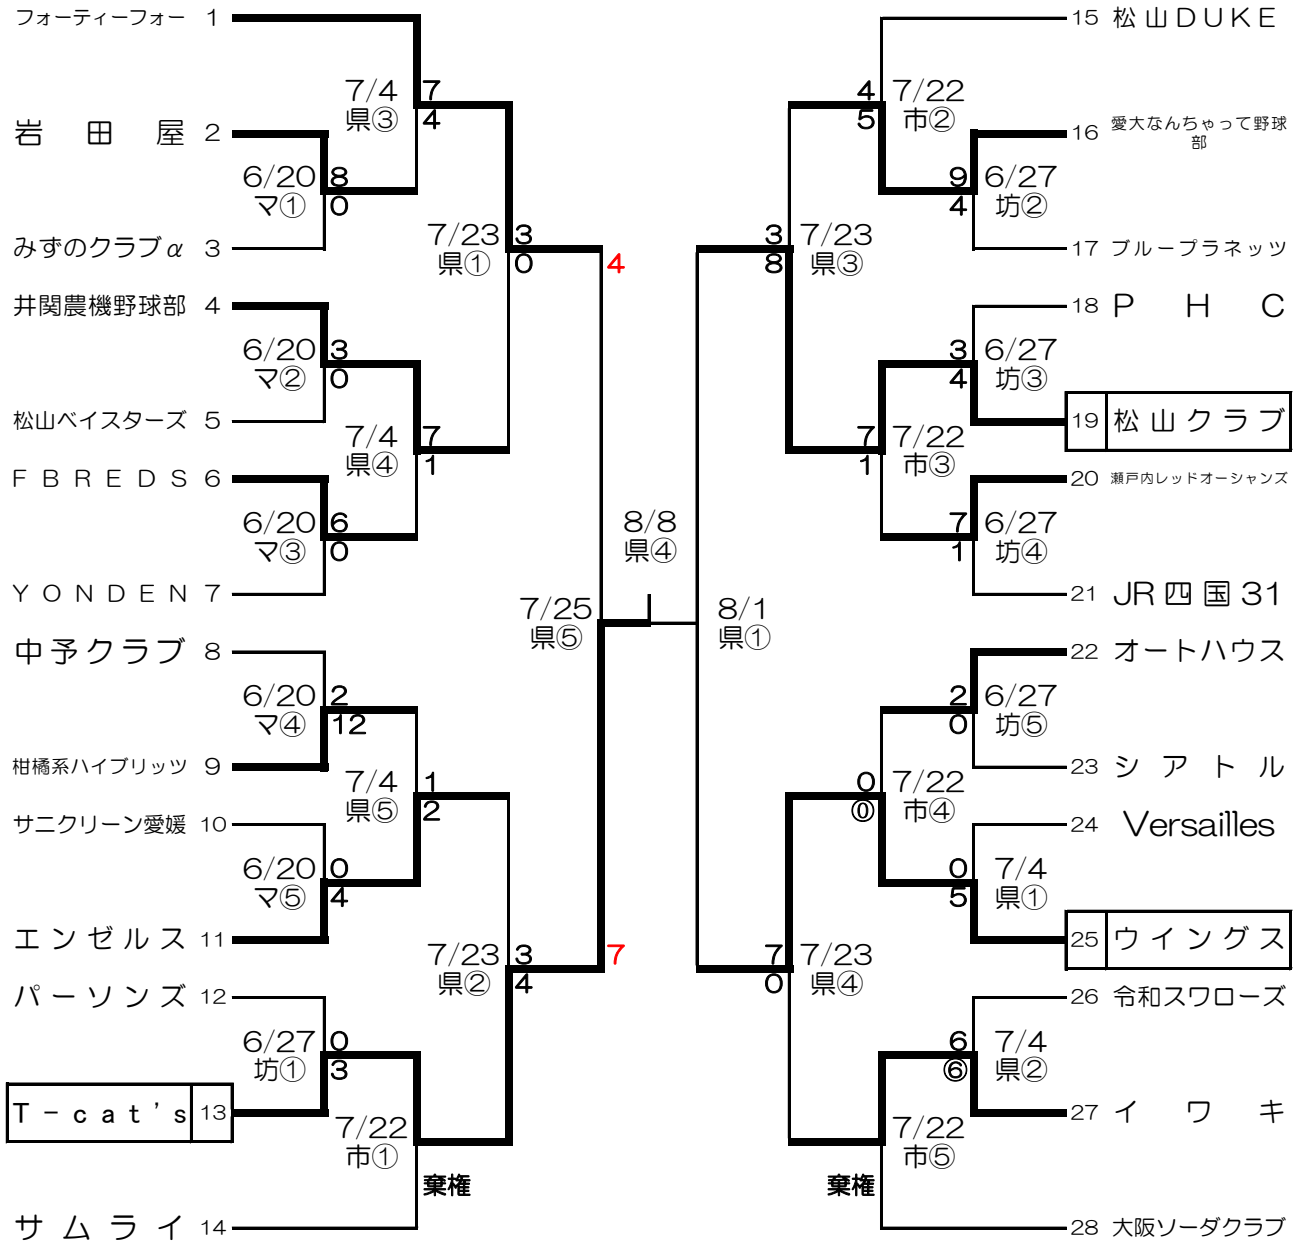 フォーティーフォー 1
7/4 7
県③ 4
岩田屋 2
6/20 8
マ① 0
みずのクラブα 3
7/23 3
県① 0
4
井関農機野球部 4
6/20 3
マ② 0
松山ベイスターズ 5
7/4 7
県④ 1
FBREDS 6
6/20 6
マ③ 0
YONDEN 7
7/25
県⑤
中予クラブ 8
6/20 2
マ④ 12
柑橘系ハイブリッツ 9
7/4 1
県⑤ 2
サニクリーン愛媛 10
6/20 0
マ⑤ 4
エンゼルス 11
7/23 3
県② 4
7
パーソンズ 12
6/27 0
坊① 3
T-cat's 13
7/22
市①
棄権
サムライ 14
8/8
県④
15 松山DUKE
4 7/22
5 市②
16 愛大なんちゃって野球
部
9 6/27
4 坊②
17 ブループラネッツ
3 7/23
8 県③
18 PHC
3 6/27
4 坊③
19 松山クラブ
7 7/22
1 市③
20 瀬戸内レッドオーシャンズ
7 6/27
1 坊④
21 JR四国31
8/1
県①
22 オートハウス
2 6/27
0 坊⑤
23 シアトル
0 7/22
⓪ 市④
24 Versailles
0 7/4
5 県①
25 ウイングス
7 7/23
0 県④
26 令和スワローズ
6 7/4
⑥ 県②
27 イワキ
7/22
市⑤
棄権
28 大阪ソーダクラブ